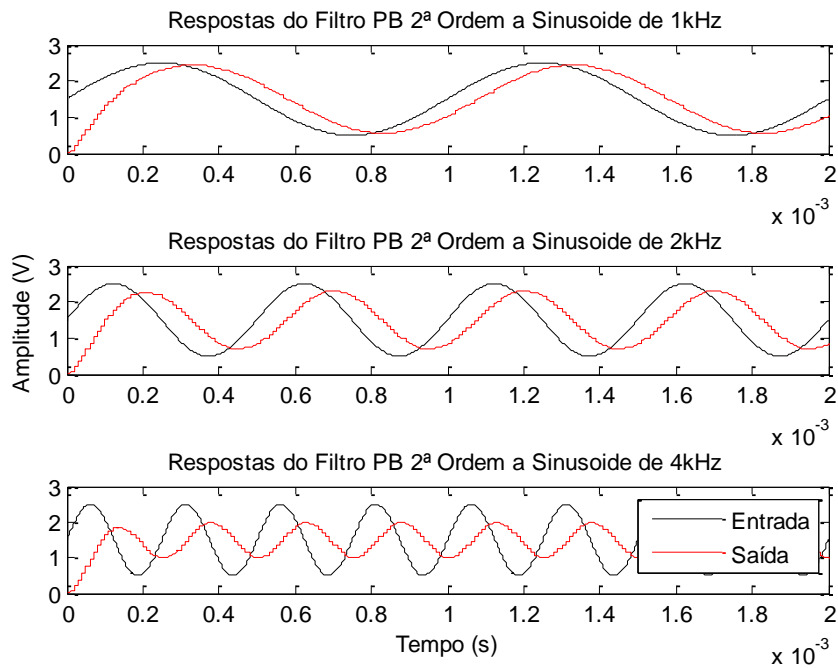 Respostas do Filtro PB 2ª Ordem a Sinusoide de 1kHz
3
2
1
0
0 0.2 0.4 0.6 0.8 1 1.2 1.4 1.6 1.8 2
x 10-3
Respostas do Filtro PB 2ª Ordem a Sinusoide de 2kHz
Amplitude (V)
3
2
1
0
0 0.2 0.4 0.6 0.8 1 1.2 1.4 1.6 1.8 2
x 10-3
Respostas do Filtro PB 2ª Ordem a Sinusoide de 4kHz
3
2
1
0
Entrada
Saída
0 0.2 0.4 0.6 0.8 1 1.2 1.4 1.6 1.8 2
Tempo (s)
x 10-3